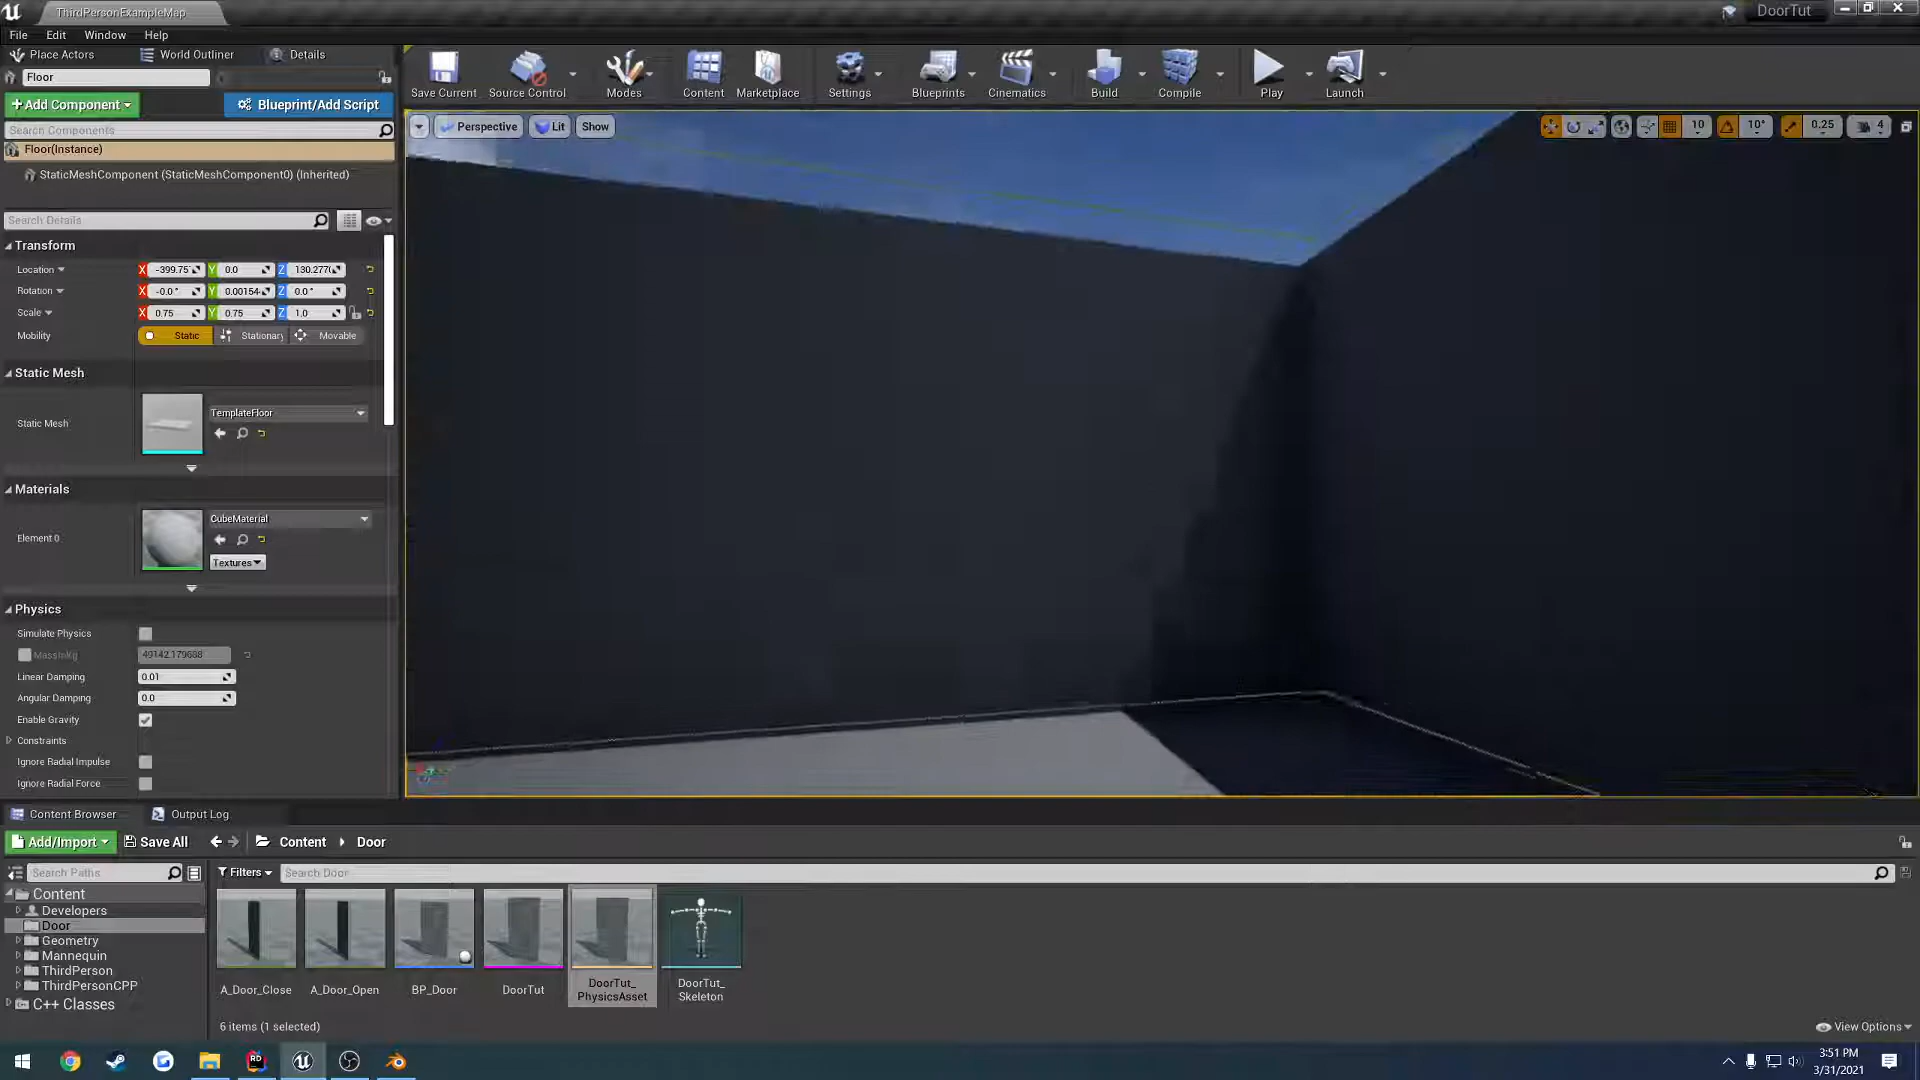 ThirdPersonExampleMap
DoorTut
File Edit Window Help
Place Actors World Outliner Details
Floor
+Add Component Blueprint/Add Script
Search Components
Floor(Instance)
StaticMeshComponent (StaticMeshComponent0) (Inherited)
Search Details
Transform
Location X -399.75 Y 0.0 Z 130.277
Rotation X -0.0° Y 0.00154 Z 0.0°
Scale X 0.75 Y 0.75 Z 1.0
Mobility Static Stationary Movable
Static Mesh
Static Mesh TemplateFloor
Materials
Element 0 CubeMaterial
Textures
Physics
Simulate Physics
MassInKg 49142.179688
Linear Damping 0.01
Angular Damping 0.0
Enable Gravity
Constraints
Ignore Radial Impulse
Ignore Radial Force
Save Current Source Control Modes Content Marketplace Settings Blueprints Cinematics Build Compile Play Launch
Perspective Lit Show
10 10° 0.25 4
Content Browser Output Log
Add/Import Save All Content Door
Search Paths
Filters Search Door
Content
Developers
Door
Geometry
Mannequin
ThirdPerson
ThirdPersonCPP
C++ Classes
A_Door_Close
A_Door_Open
BP_Door
DoorTut
DoorTut_
PhysicsAsset
DoorTut_
Skeleton
6 items (1 selected)
View Options
RD
3:51 PM
3/31/2021